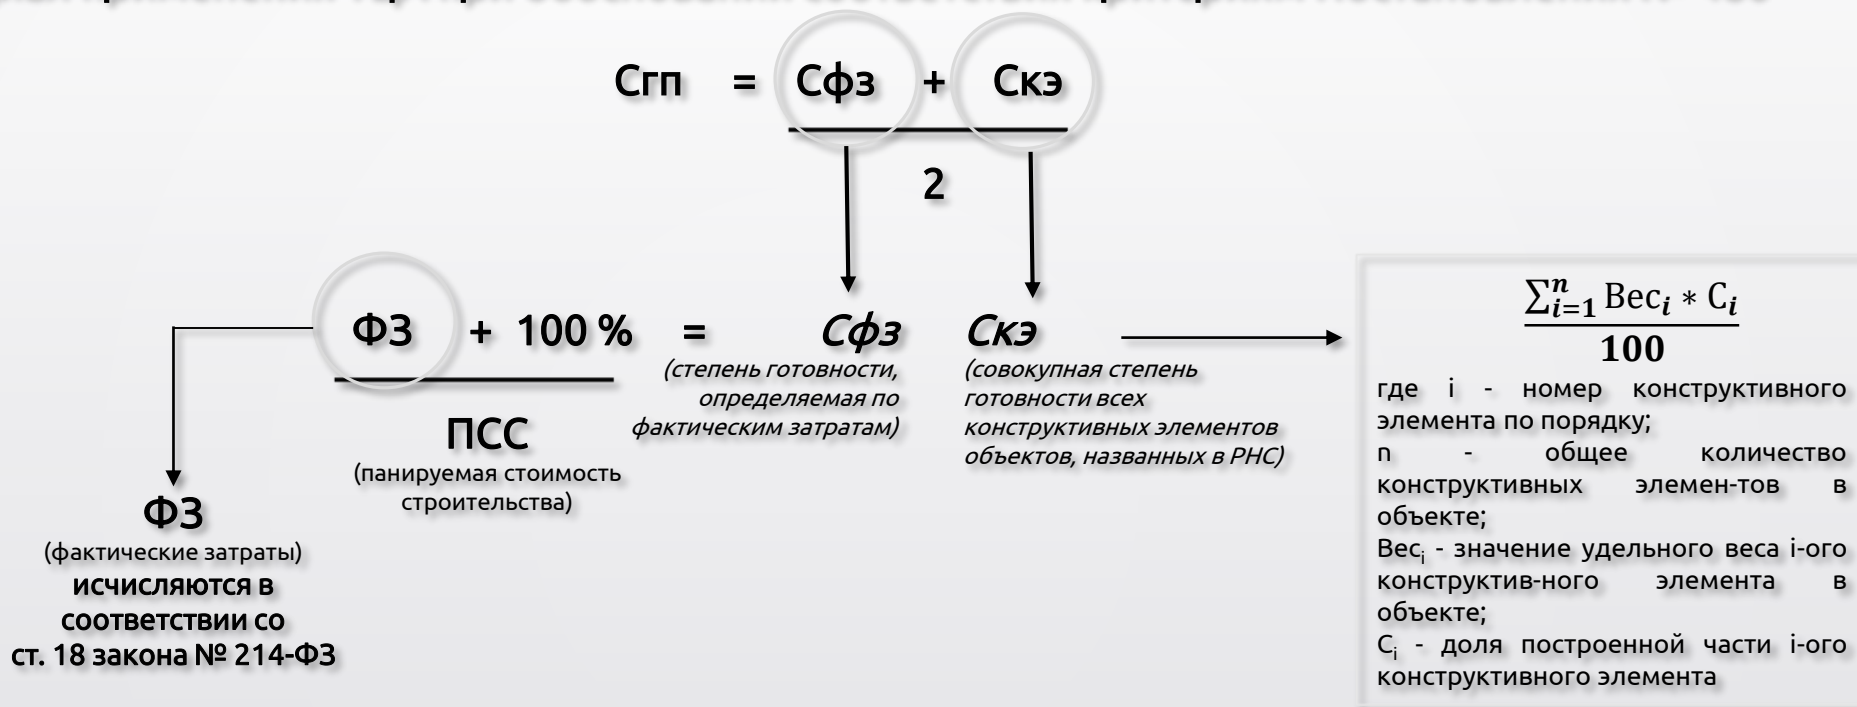 Сгп = Сфз + Скэ
2
ФЗ + 100 % = Сфз
ПСС
(панируемая стоимость
строительства)
(степень готовности,
определяемая по
фактическим затратам)
Скэ
(совокупная степень
готовности всех
конструктивных элементов
объектов, названных в РНС)
ФЗ
(фактические затраты)
исчисляются в
соответствии со
ст. 18 закона № 214-ФЗ
∑ⁿᵢ₌₁ Весᵢ * Сᵢ
100
где i - номер конструктивного
элемента по порядку;
n - общее количество
конструктивных элемен-тов в
объекте;
Весᵢ - значение удельного веса i-ого
конструктив-ного элемента в
объекте;
Сᵢ - доля построенной части i-ого
конструктивного элемента